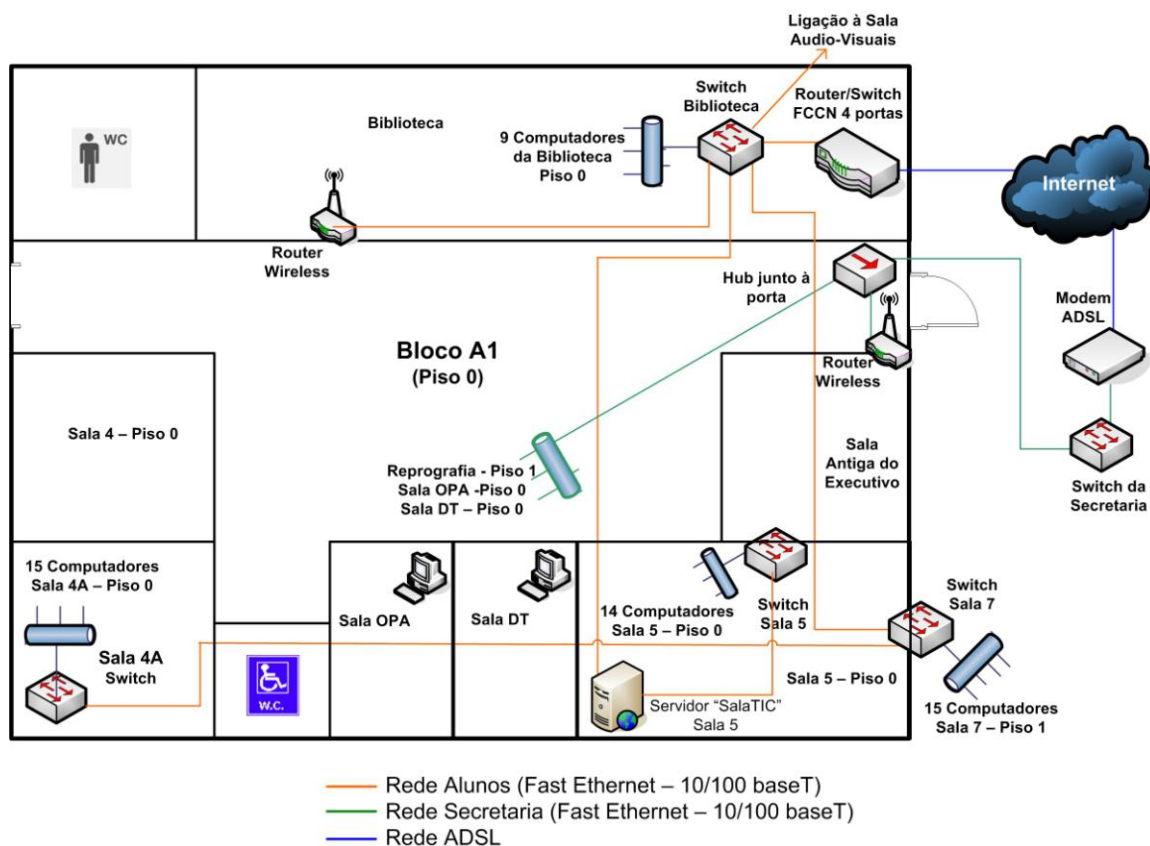 Ligação à Sala
Audio-Visuais
WC
Biblioteca
9 Computadores
da Biblioteca
Piso 0
Switch
Biblioteca
Router/Switch
FCCN 4 portas
Internet
Router
Wireless
Hub junto à
porta
Modem
ADSL
Router
Wireless
Bloco A1
(Piso 0)
Sala 4 – Piso 0
Reprografia - Piso 1
Sala OPA -Piso 0
Sala DT – Piso 0
Sala
Antiga do
Executivo
Switch da
Secretaria
15 Computadores
Sala 4A – Piso 0
Sala 4A
Switch
W.C.
Sala OPA
Sala DT
14 Computadores
Sala 5 – Piso 0
Switch
Sala 5
Switch
Sala 7
Servidor “SalaTIC”
Sala 5
Sala 5 – Piso 0
15 Computadores
Sala 7 – Piso 1
Rede Alunos (Fast Ethernet – 10/100 baseT)
Rede Secretaria (Fast Ethernet – 10/100 baseT)
Rede ADSL